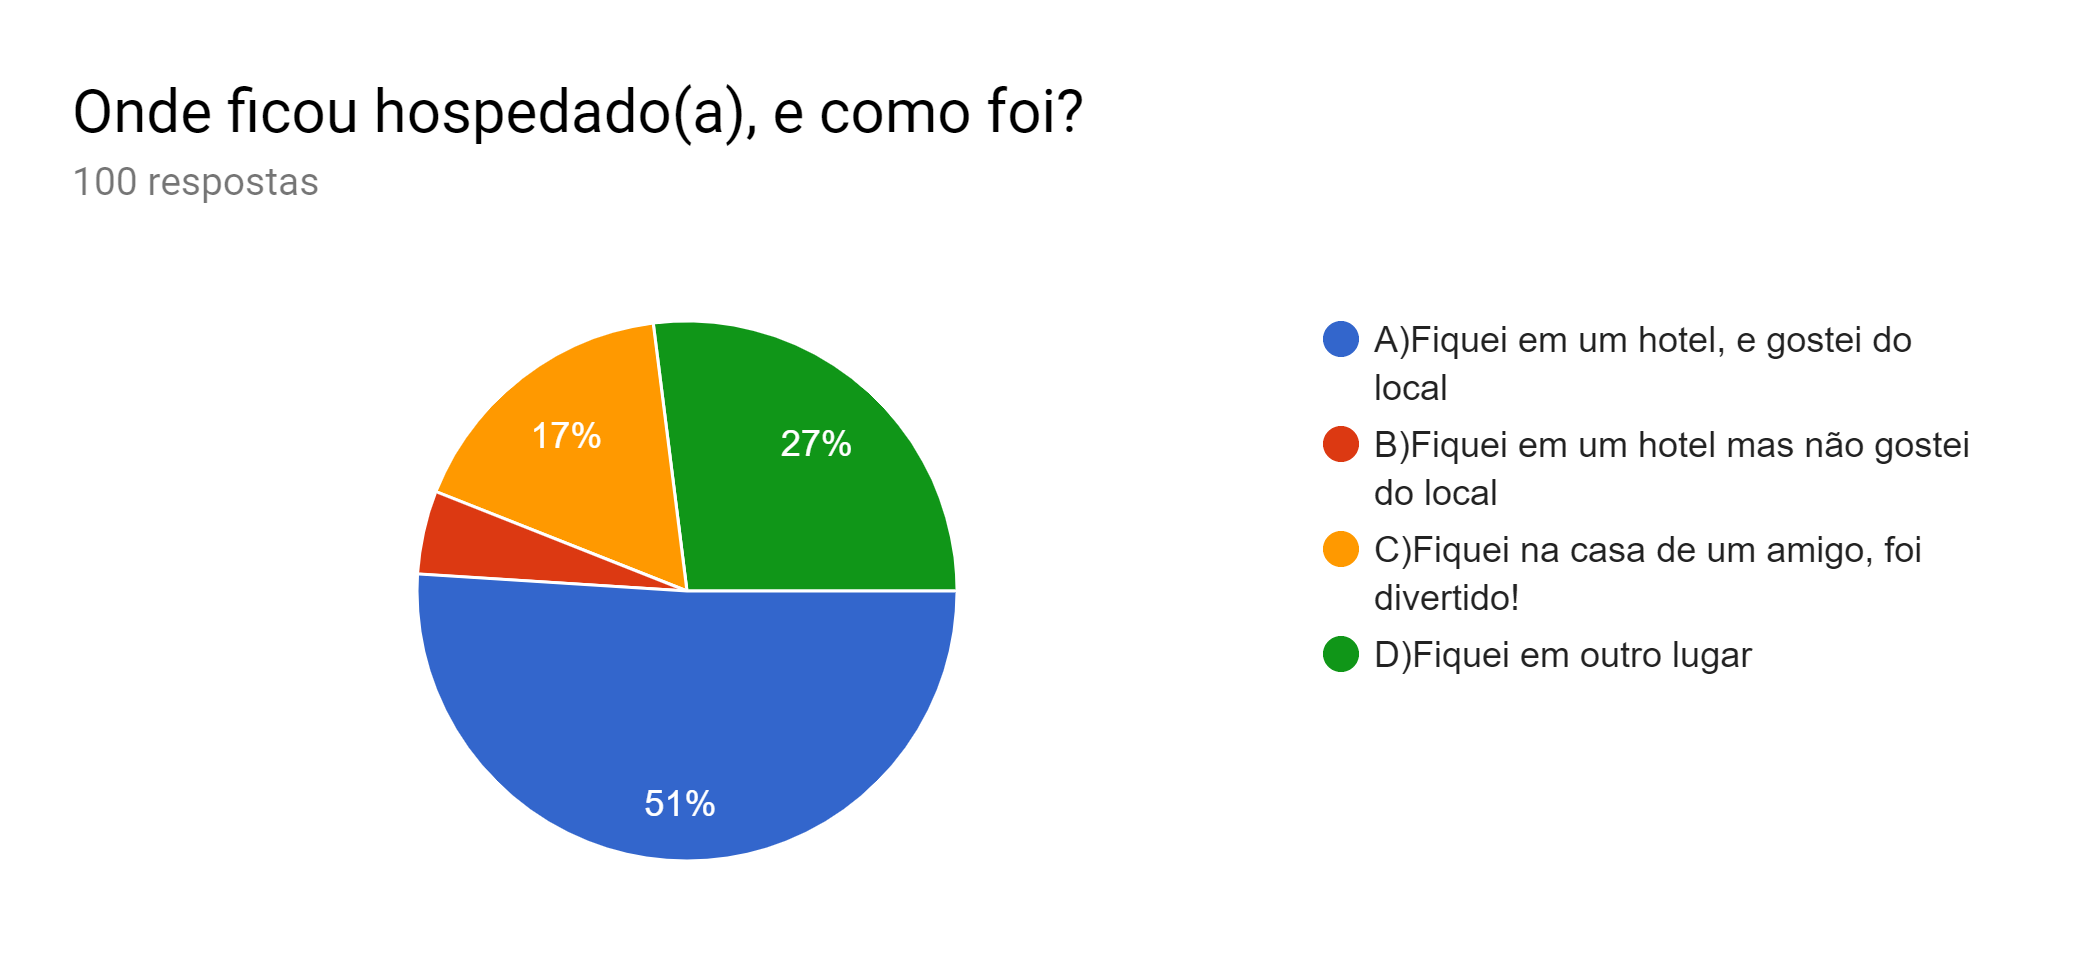 Onde ficou hospedado(a), e como foi?
100 respostas
17%
27%
51%
A)Fiquei em um hotel, e gostei do
local
B)Fiquei em um hotel mas não gostei
do local
C)Fiquei na casa de um amigo, foi
divertido!
D)Fiquei em outro lugar